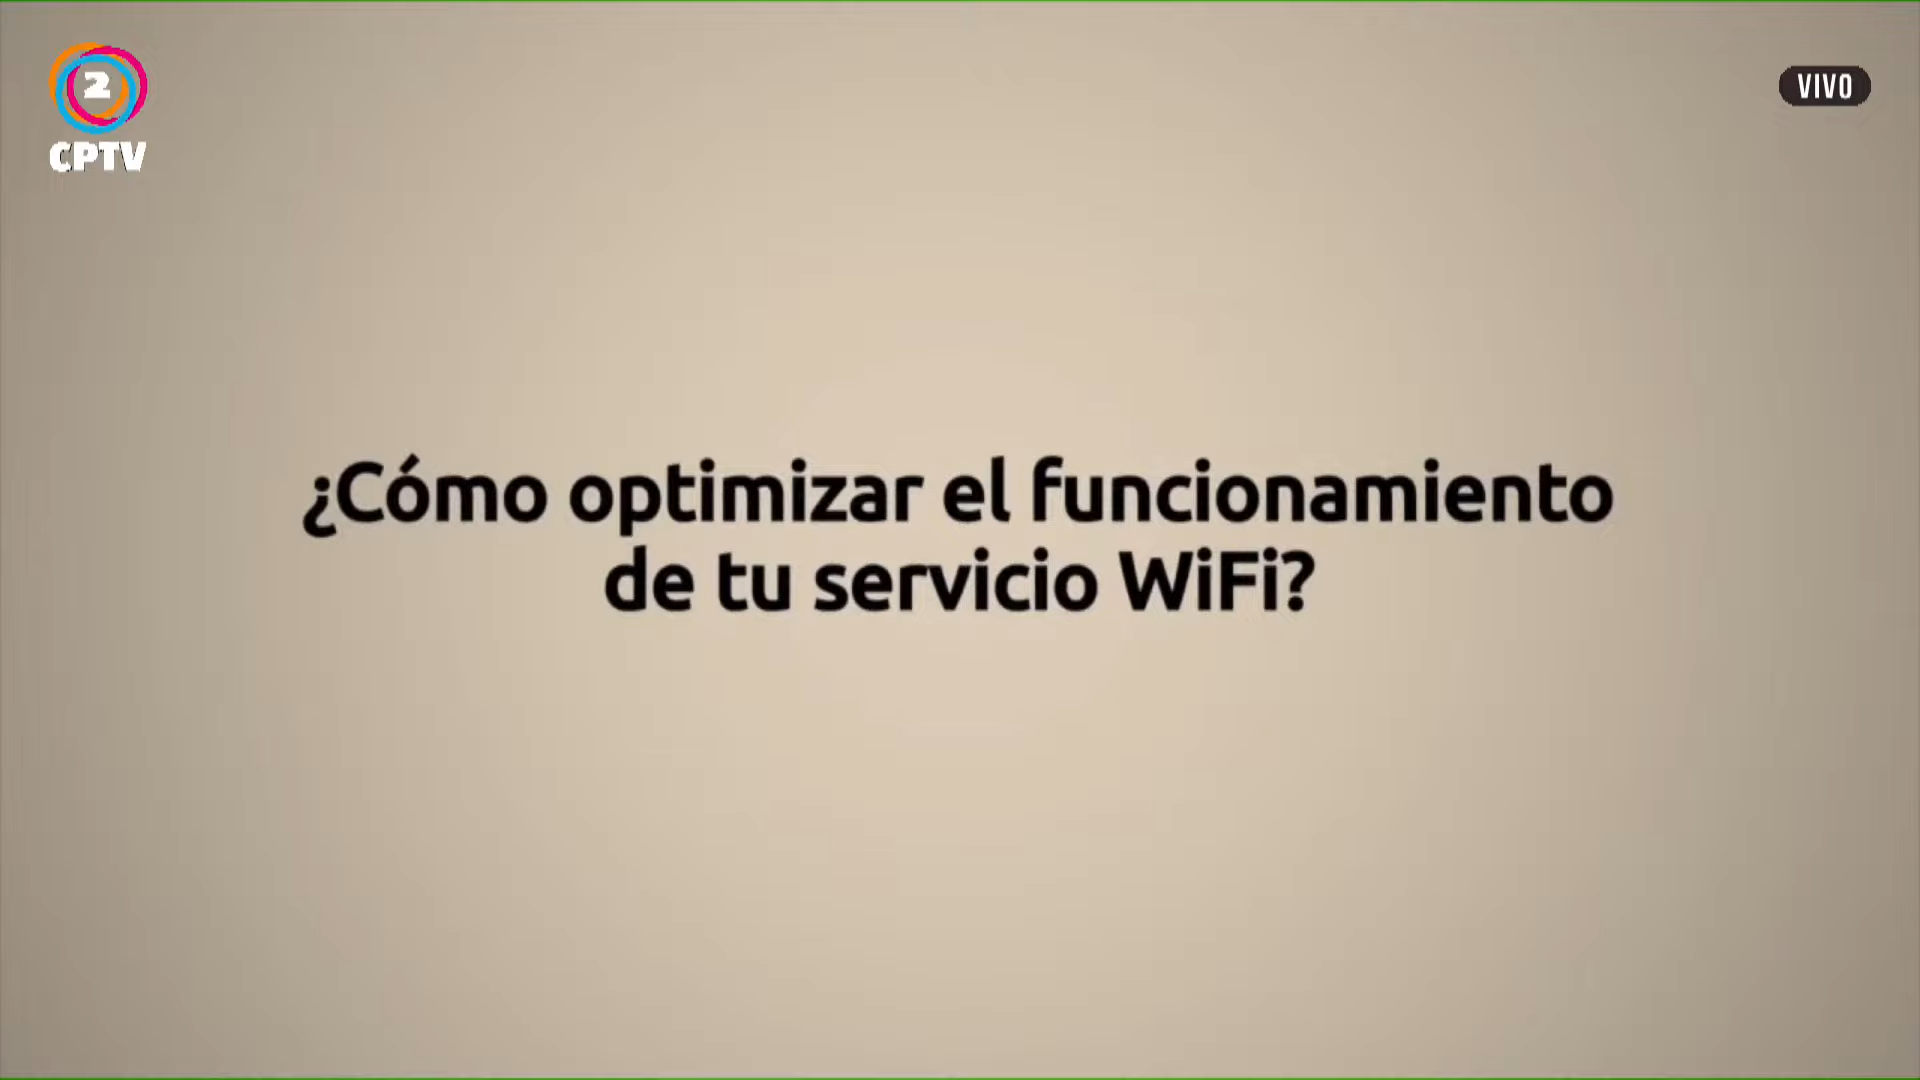 2
CPTV
VIVO
¿Cómo optimizar el funcionamiento
de tu servicio WiFi?